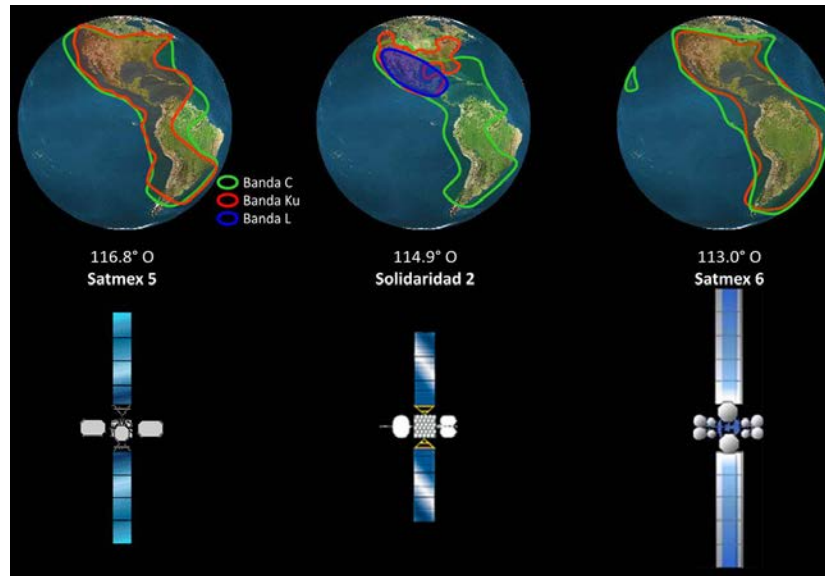 Banda C
Banda Ku
Banda L
116.8° O
Satmex 5
114.9° O
Solidaridad 2
113.0° O
Satmex 6